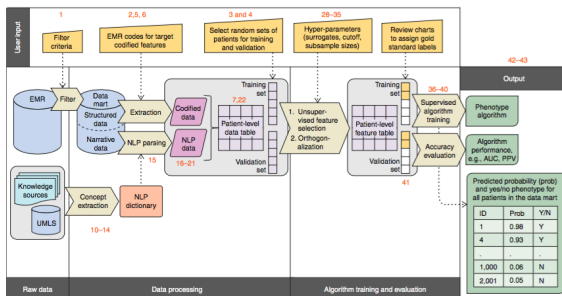 1
2,5, 6
3 and 4
28–35
User input
Filter
criteria
EMR codes for target
codified features
Select random sets of
patients for training
and validation
Hyper-parameters
(surrogates, cutoff,
subsample sizes)
Review charts
to assign gold
standard labels
42–43
Output
EMR
Filter
Data
mart
Structured
data
Narrative
data
Extraction
NLP parsing
15
Codified
data
NLP
data
16–21
7,22
Patient-level
data table
Training
set
Validation
set
1. Unsuper-
vised feature
selection
2. Orthogon-
alization
Training
set
Patient-level
feature table
Validation
set
41
36–40
Supervised
algorithm
training
Accuracy
evaluation
Phenotype
algorithm
Algorithm
performance,
e.g., AUC, PPV
Predicted probability (prob)
and yes/no phenotype for
all patients in the data mart
ID Prob Y/N
1 0.98 Y
4 0.93 Y
. . .
1,000 0.06 N
2,001 0.05 N
Knowledge
sources
UMLS
Concept
extraction
10–14
NLP
dictionary
Raw data
Data processing
Algorithm training and evaluation